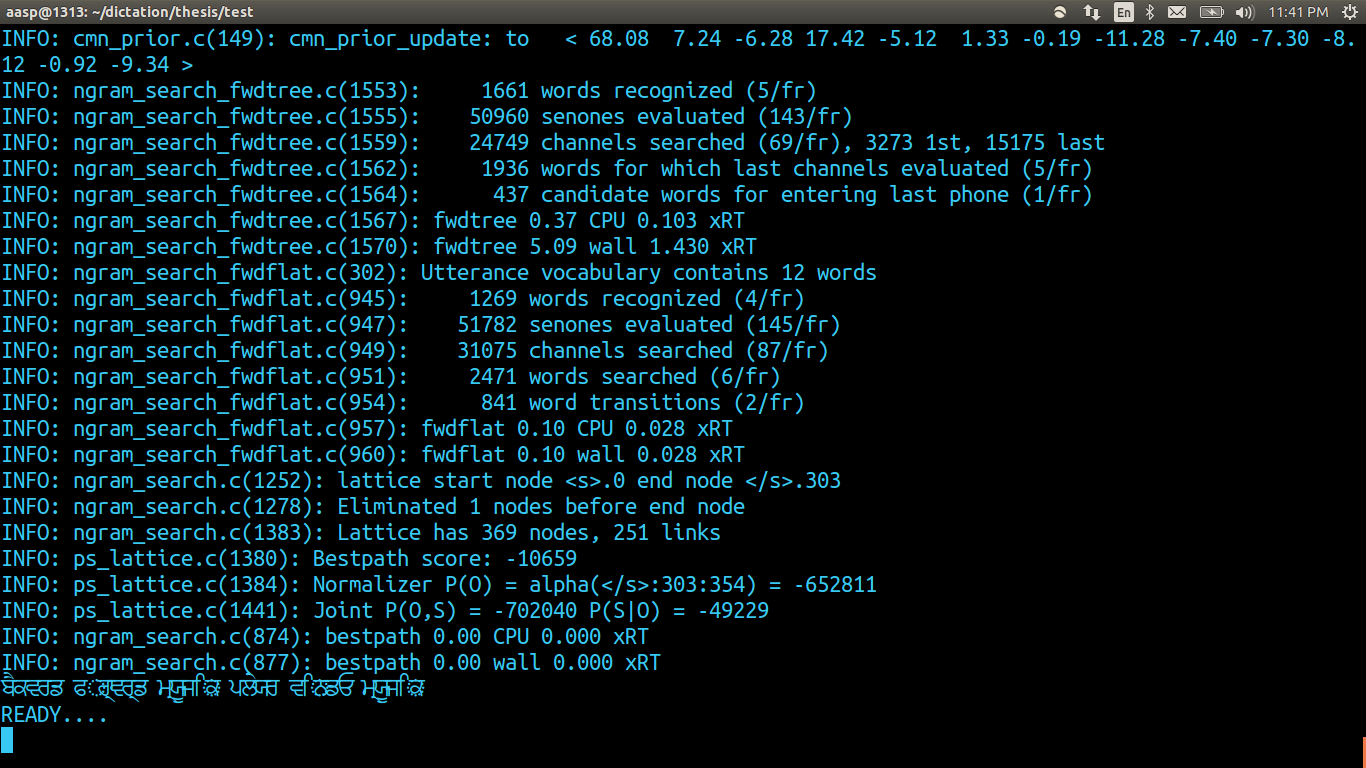 aasp@1313: ~/dictation/thesis/test
En 11:41 PM
INFO: cmn_prior.c(149): cmn_prior_update: to   < 68.08  7.24 -6.28 17.42 -5.12  1.33 -0.19 -11.28 -7.40 -7.30 -8.
12 -0.92 -9.34 >
INFO: ngram_search_fwdtree.c(1553):     1661 words recognized (5/fr)
INFO: ngram_search_fwdtree.c(1555):    50960 senones evaluated (143/fr)
INFO: ngram_search_fwdtree.c(1559):    24749 channels searched (69/fr), 3273 1st, 15175 last
INFO: ngram_search_fwdtree.c(1562):     1936 words for which last channels evaluated (5/fr)
INFO: ngram_search_fwdtree.c(1564):      437 candidate words for entering last phone (1/fr)
INFO: ngram_search_fwdtree.c(1567): fwdtree 0.37 CPU 0.103 xRT
INFO: ngram_search_fwdtree.c(1570): fwdtree 5.09 wall 1.430 xRT
INFO: ngram_search_fwdflat.c(302): Utterance vocabulary contains 12 words
INFO: ngram_search_fwdflat.c(945):     1269 words recognized (4/fr)
INFO: ngram_search_fwdflat.c(947):    51782 senones evaluated (145/fr)
INFO: ngram_search_fwdflat.c(949):    31075 channels searched (87/fr)
INFO: ngram_search_fwdflat.c(951):     2471 words searched (6/fr)
INFO: ngram_search_fwdflat.c(954):      841 word transitions (2/fr)
INFO: ngram_search_fwdflat.c(957): fwdflat 0.10 CPU 0.028 xRT
INFO: ngram_search_fwdflat.c(960): fwdflat 0.10 wall 0.028 xRT
INFO: ngram_search.c(1252): lattice start node <s>.0 end node </s>.303
INFO: ngram_search.c(1278): Eliminated 1 nodes before end node
INFO: ngram_search.c(1383): Lattice has 369 nodes, 251 links
INFO: ps_lattice.c(1380): Bestpath score: -10659
INFO: ps_lattice.c(1384): Normalizer P(O) = alpha(</s>:303:354) = -652811
INFO: ps_lattice.c(1441): Joint P(O,S) = -702040 P(S|O) = -49229
INFO: ngram_search.c(874): bestpath 0.00 CPU 0.000 xRT
INFO: ngram_search.c(877): bestpath 0.00 wall 0.000 xRT
ਬੈਕਵਰਡ ਮਿਊਜ਼ਿਕ ਪਲੇਯਰ ਮਿਊਜ਼ਿਕ
READY....